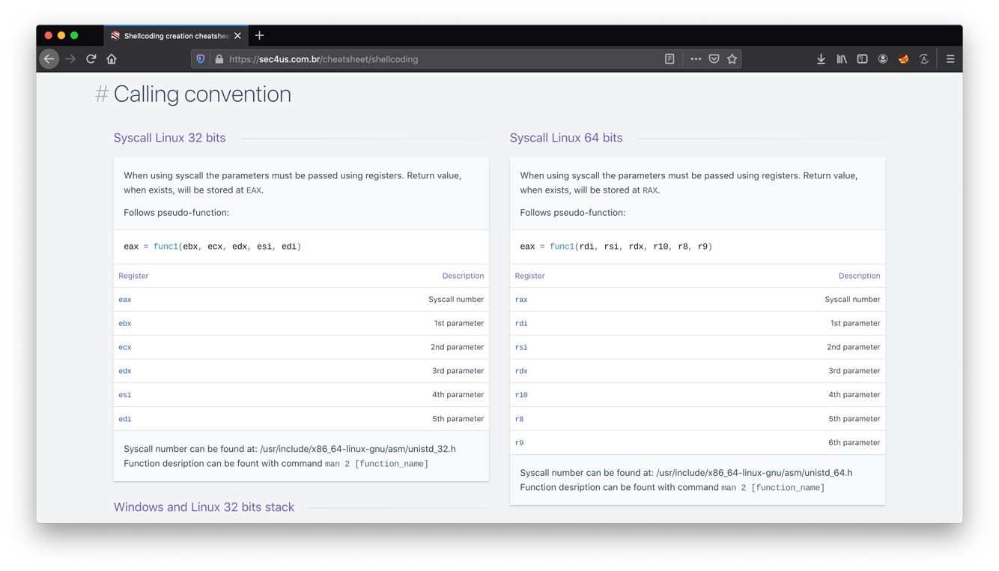 Shellcoding creation cheatshee
https://sec4us.com.br/cheatsheet/shellcoding
# Calling convention
Syscall Linux 32 bits
When using syscall the parameters must be passed using registers. Return value,
when exists, will be stored at EAX.
Follows pseudo-function:
eax = func1(ebx, ecx, edx, esi, edi)
Register Description
eax Syscall number
ebx 1st parameter
ecx 2nd parameter
edx 3rd parameter
esi 4th parameter
edi 5th parameter
Syscall number can be found at: /usr/include/x86_64-linux-gnu/asm/unistd_32.h
Function desription can be fount with command man 2 [function_name]
Windows and Linux 32 bits stack
Syscall Linux 64 bits
When using syscall the parameters must be passed using registers. Return value,
when exists, will be stored at RAX.
Follows pseudo-function:
eax = func1(rdi, rsi, rdx, r10, r8, r9)
Register Description
rax Syscall number
rdi 1st parameter
rsi 2nd parameter
rdx 3rd parameter
r10 4th parameter
r8 5th parameter
r9 6th parameter
Syscall number can be found at: /usr/include/x86_64-linux-gnu/asm/unistd_64.h
Function desription can be fount with command man 2 [function_name]